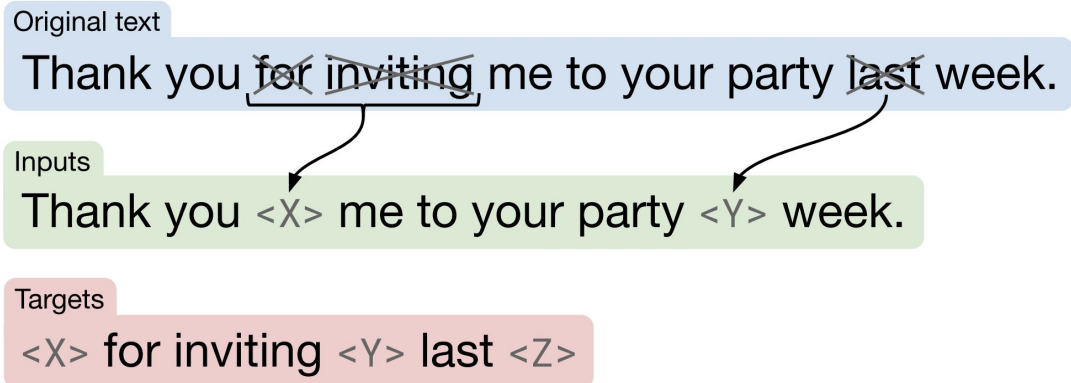 Original text
Thank you for inviting me to your party last week.
Inputs
Thank you <X> me to your party <Y> week.
Targets
<X> for inviting <Y> last <Z>